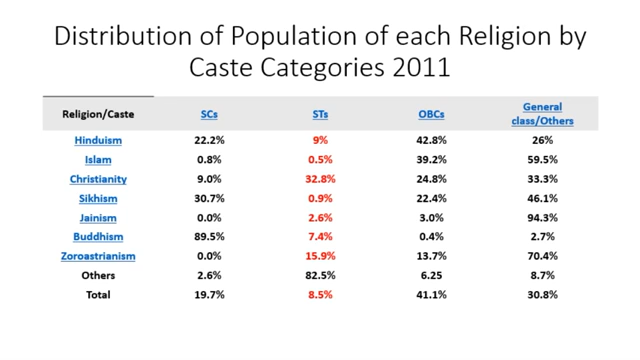 Distribution of Population of each Religion by
Caste Categories 2011
Religion/Caste SCs STs OBCs General class/Others
Hinduism 22.2% 9% 42.8% 26%
Islam 0.8% 0.5% 39.2% 59.5%
Christianity 9.0% 32.8% 24.8% 33.3%
Sikhism 30.7% 0.9% 22.4% 46.1%
Jainism 0.0% 2.6% 3.0% 94.3%
Buddhism 89.5% 7.4% 0.4% 2.7%
Zoroastrianism 0.0% 15.9% 13.7% 70.4%
Others 2.6% 82.5% 6.25 8.7%
Total 19.7% 8.5% 41.1% 30.8%